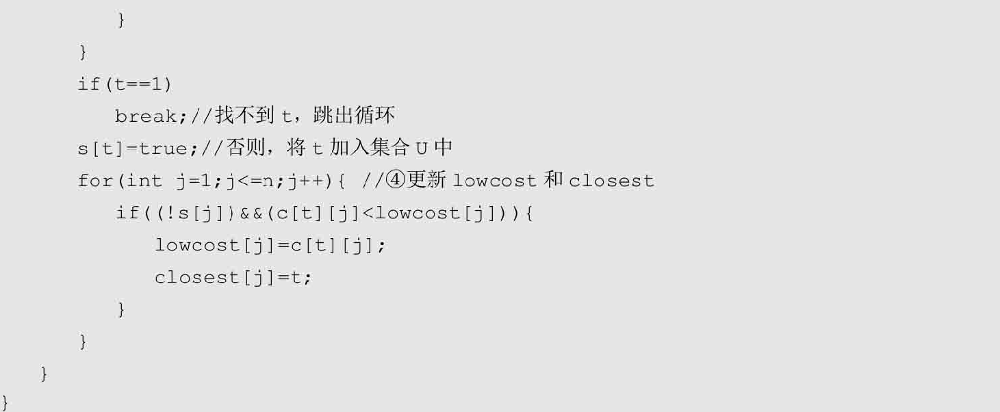 }
}
if(t==1)
break;//找不到 t，跳出循环
s[t]=true;//否则，将 t 加入集合 U 中
for(int j=1;j<=n;j++){ //④更新 lowcost 和 closest
if((!s[j])&&(c[t][j]<lowcost[j])){
lowcost[j]=c[t][j];
closest[j]=t;
}
}
}
}